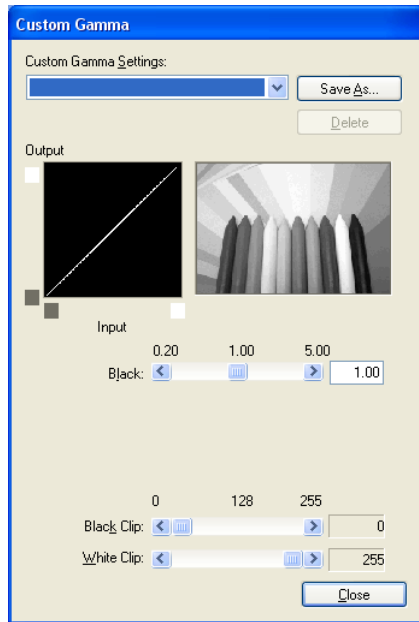 Custom Gamma
Custom Gamma Settings:
Save As...
Delete
Output
Input
0.20 1.00 5.00
Black: 1.00
0 128 255
Black Clip: 0
White Clip: 255
Close